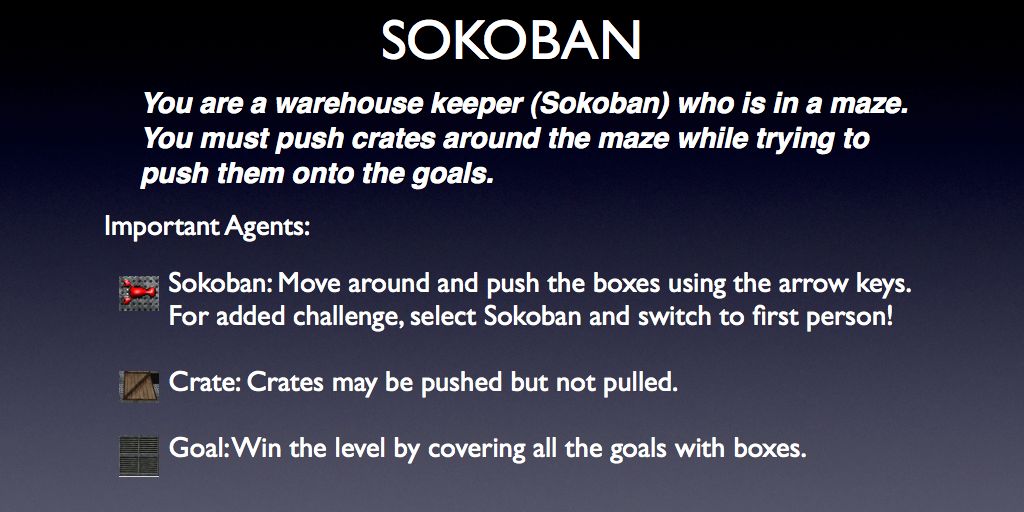 SOKOBAN
You are a warehouse keeper (Sokoban) who is in a maze.
You must push crates around the maze while trying to
push them onto the goals.
Important Agents:
Sokoban: Move around and push the boxes using the arrow keys.
For added challenge, select Sokoban and switch to first person!
Crate: Crates may be pushed but not pulled.
Goal: Win the level by covering all the goals with boxes.